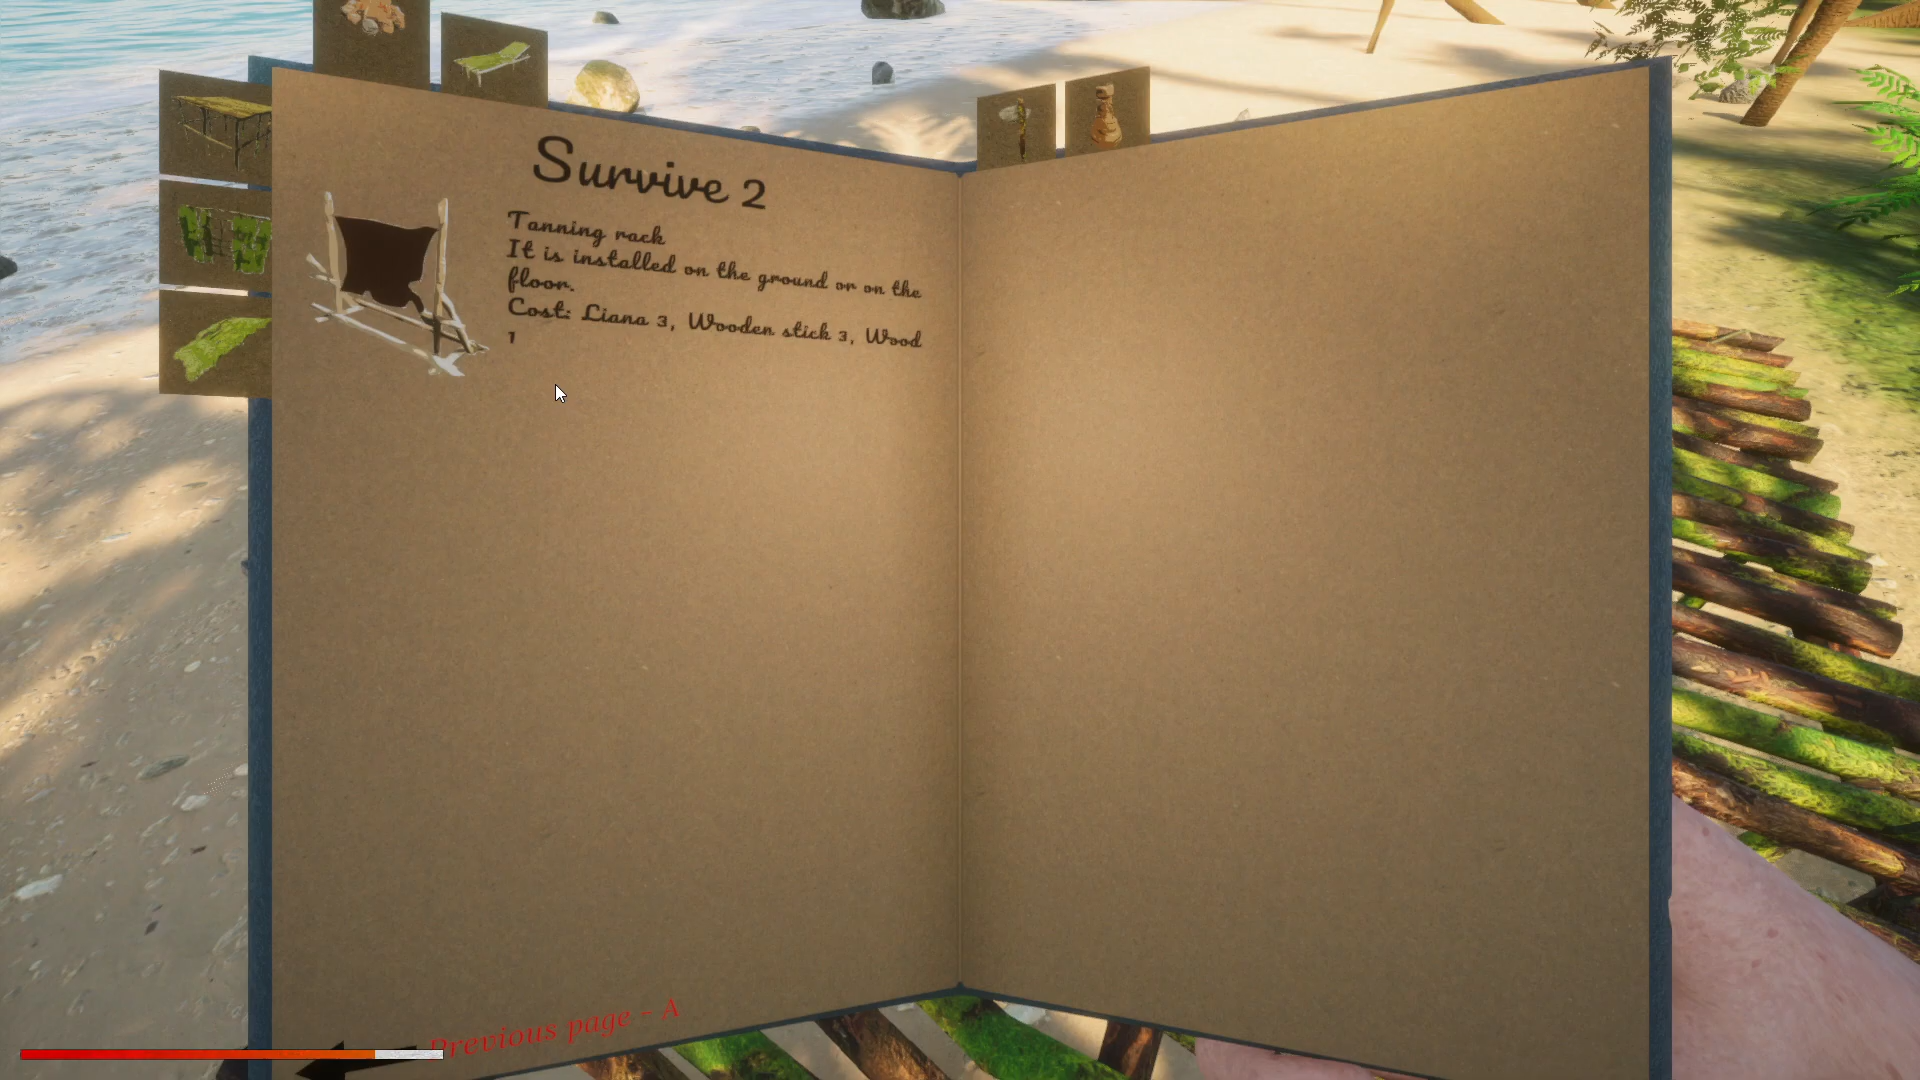 Survive 2
Tanning rack
It is installed on the ground or on the
floor.
Cost: Liana 3, Wooden stick 3, Wood
1
Previous page - A